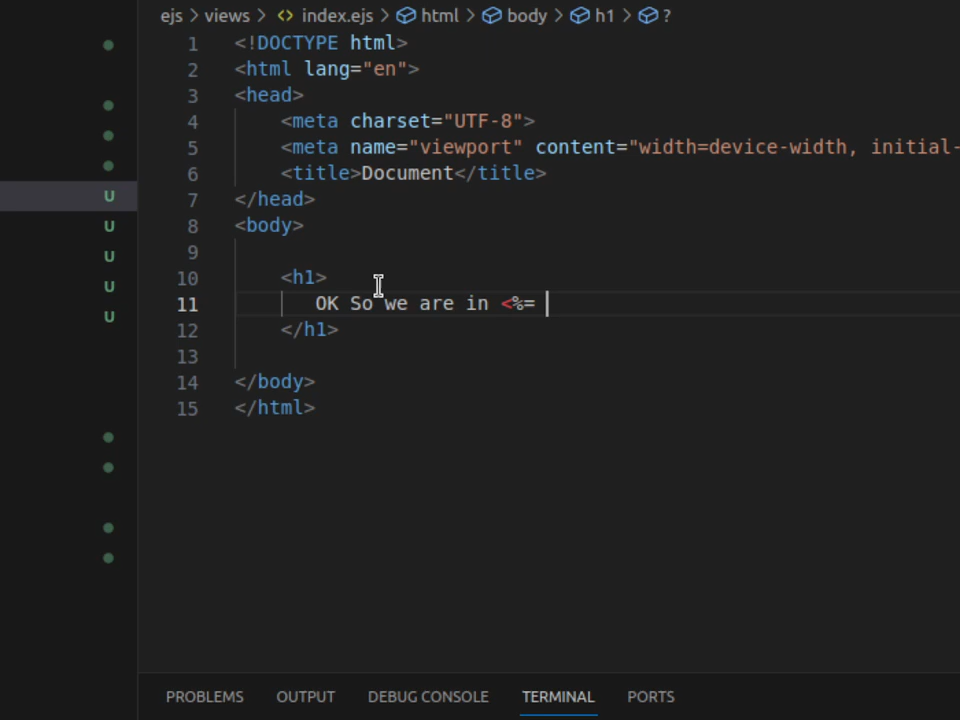 ejs > views > <> index.ejs > html > body > h1 > ?
1 <!DOCTYPE html>
2 <html lang="en">
3 <head>
4     <meta charset="UTF-8">
5     <meta name="viewport" content="width=device-width, initial-
6     <title>Document</title>
7 </head>
8 <body>
9
10     <h1>
U
U
11        OK So we are in <%=
U
12     </h1>
U
13
U
14 </body>
15 </html>
PROBLEMS OUTPUT DEBUG CONSOLE TERMINAL PORTS